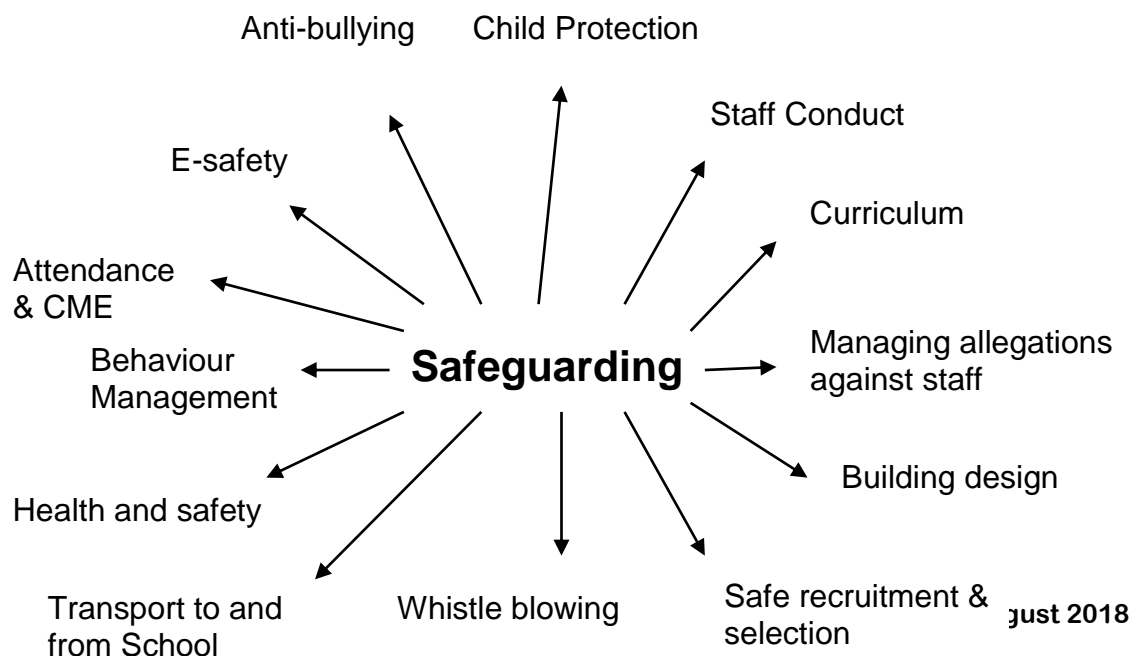 Anti-bullying
Child Protection
Staff Conduct
E-safety
Curriculum
Attendance
& CME
Behaviour
Management
Safeguarding
Managing allegations
against staff
Building design
Health and safety
Transport to and
from School
Whistle blowing
Safe recruitment &
selection
2018